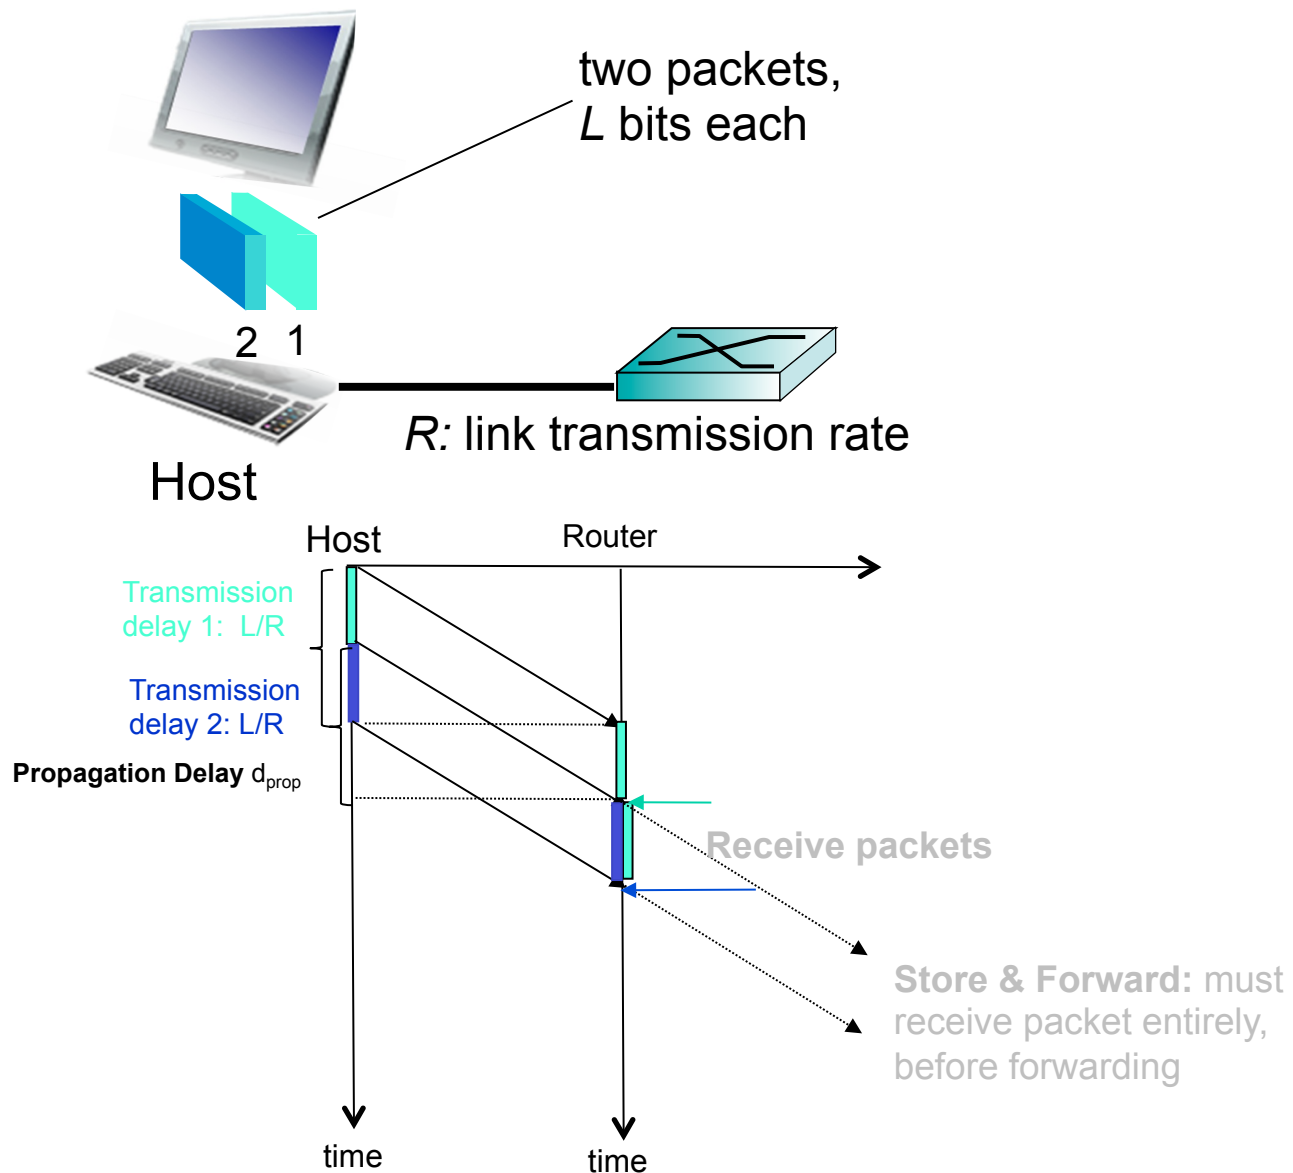 two packets,
L bits each
2 1
R: link transmission rate
Host
Host
Router
Transmission
delay 1: L/R
Transmission
delay 2: L/R
Propagation Delay dprop
Receive packets
Store & Forward: must
receive packet entirely,
before forwarding
time
time